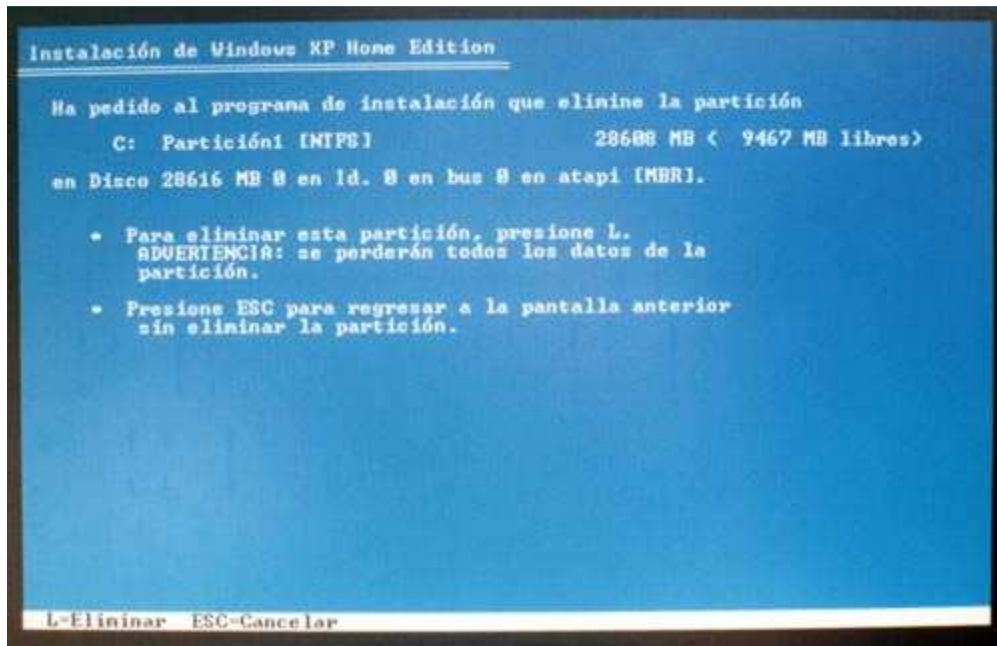 Instalación de Windows XP Home Edition
Ha pedido al programa de instalación que elimine la partición
C: Partición1 [NTFS] 28608 MB ( 9467 MB libres)
en Disco 28616 MB 0 en Id. 0 en bus 0 en atapi [MBR].
• Para eliminar esta partición, presione L.
ADVERTENCIA: se perderán todos los datos de la
partición.
• Presione ESC para regresar a la pantalla anterior
sin eliminar la partición.
L=Eliminar ESC=Cancelar